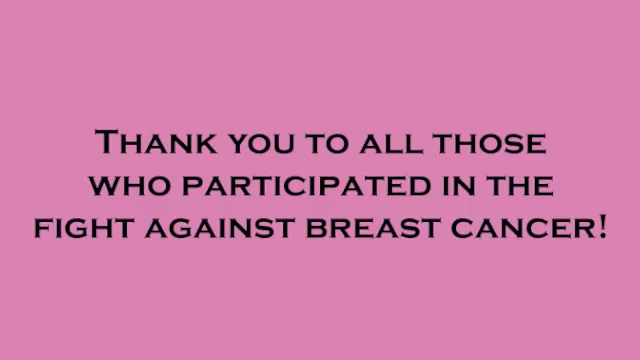 Thank you to all those
who participated in the
fight against breast cancer!